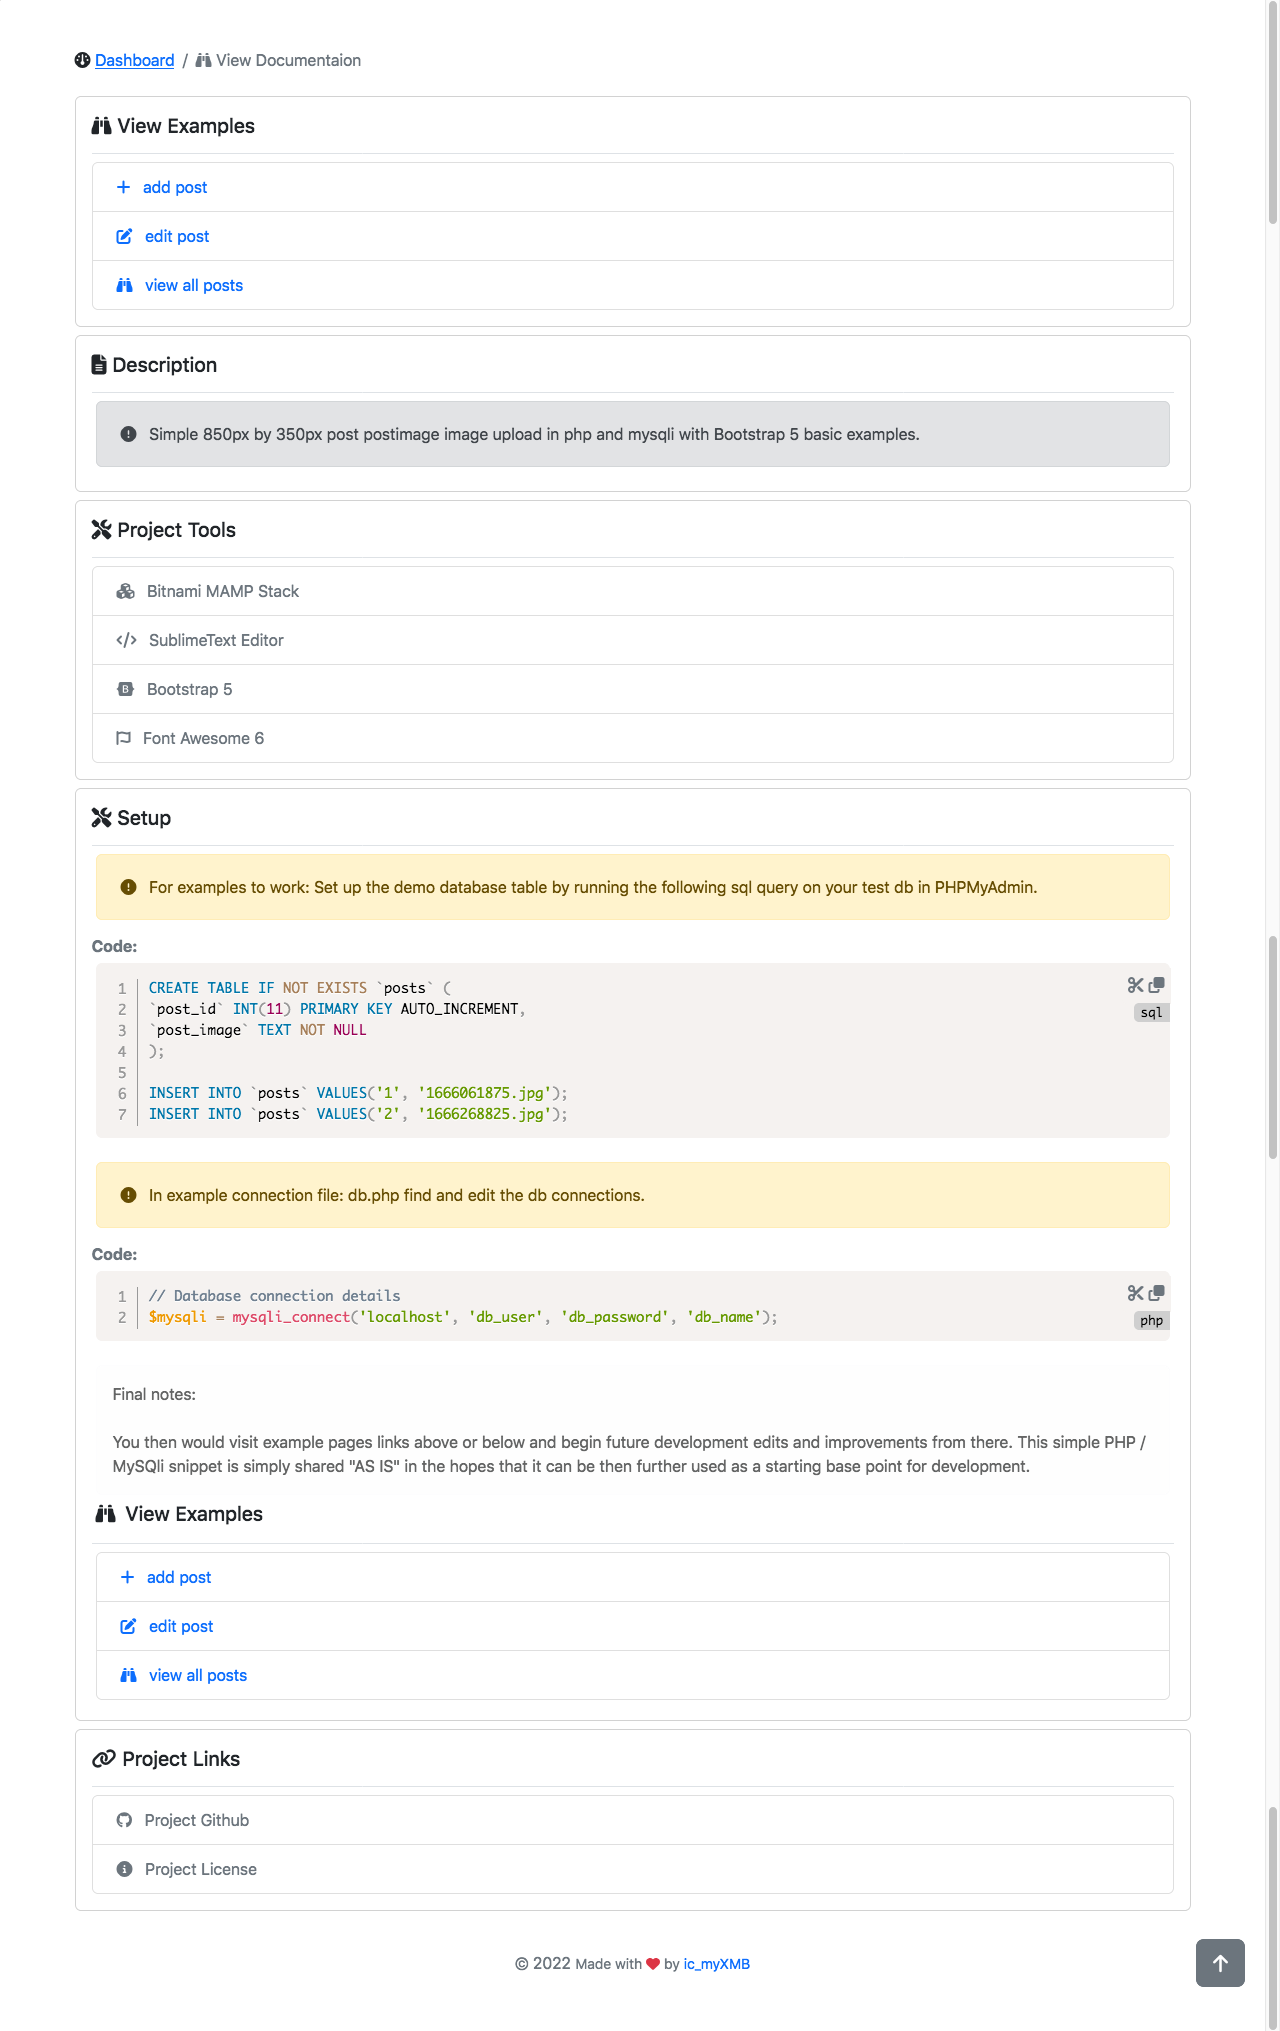 Dashboard / View Documentaion
View Examples
add post
edit post
view all posts
Description
Simple 850px by 350px post postimage image upload in php and mysqli with Bootstrap 5 basic examples.
Project Tools
Bitnami MAMP Stack
SublimeText Editor
Bootstrap 5
Font Awesome 6
Setup
For examples to work: Set up the demo database table by running the following sql query on your test db in PHPMyAdmin.
Code:
1 CREATE TABLE IF NOT EXISTS `posts` (
2 `post_id` INT(11) PRIMARY KEY AUTO_INCREMENT,
sql
3 `post_image` TEXT NOT NULL
4 );
5
6 INSERT INTO `posts` VALUES('1', '1666061875.jpg');
7 INSERT INTO `posts` VALUES('2', '1666268825.jpg');
In example connection file: db.php find and edit the db connections.
Code:
1 // Database connection details
2 $mysqli = mysqli_connect('localhost', 'db_user', 'db_password', 'db_name');
php
Final notes:
You then would visit example pages links above or below and begin future development edits and improvements from there. This simple PHP /
MySQli snippet is simply shared "AS IS" in the hopes that it can be then further used as a starting base point for development.
View Examples
add post
edit post
view all posts
Project Links
Project Github
Project License
© 2022 Made with ❤ by ic_myXMB